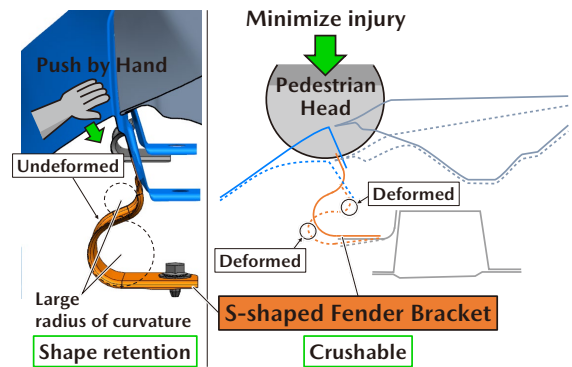 Minimize injury
Push by Hand
Pedestrian
Head
Undeformed
Deformed
Deformed
Large
radius of curvature
S-shaped Fender Bracket
Shape retention
Crushable